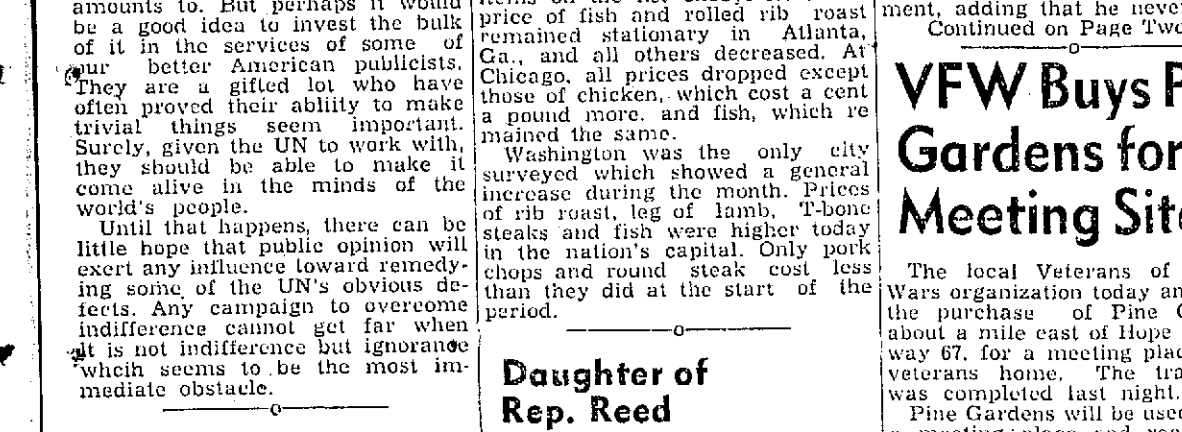 amounts to. But perhaps it would
be a good idea to invest the bulk
of it in the services of some of
our better American publicists.
They are a gifted lot who have
often proved their abliity to make
trivial things seem important.
Surely, given the UN to work with,
they should be able to make it
come alive in the minds of the
world's people.
Until that happens, there can be
little hope that public opinion will
exert any influence toward remedy-
ing some of the UN's obvious de-
fects. Any campaign to overcome
indifference cannot get far when
it is not indifference but ignorance
whcih seems to be the most im-
mediate obstacle.
price of fish and rolled rib roast
remained stationary in Atlanta,
Ga., and all others decreased. At
Chicago, all prices dropped except
those of chicken, which cost a cent
a pound more, and fish, which re
mained the same.
Washington was the only city
surveyed which showed a general
increase during the month. Prices
of rib roast, leg of lamb, T-bone
steaks and fish were higher today
in the nation's capital. Only pork
chops and round steak cost less
than they did at the start of the
period.
Daughter of
Rep. Reed
ment, adding that he never
Continued on Page Two
VFW Buys P
Gardens for
Meeting Site
The local Veterans of
Wars organization today an
the purchase of Pine G
about a mile east of Hope
way 67, for a meeting plac
veterans home. The tra
was completed last night.
Pine Gardens will be used